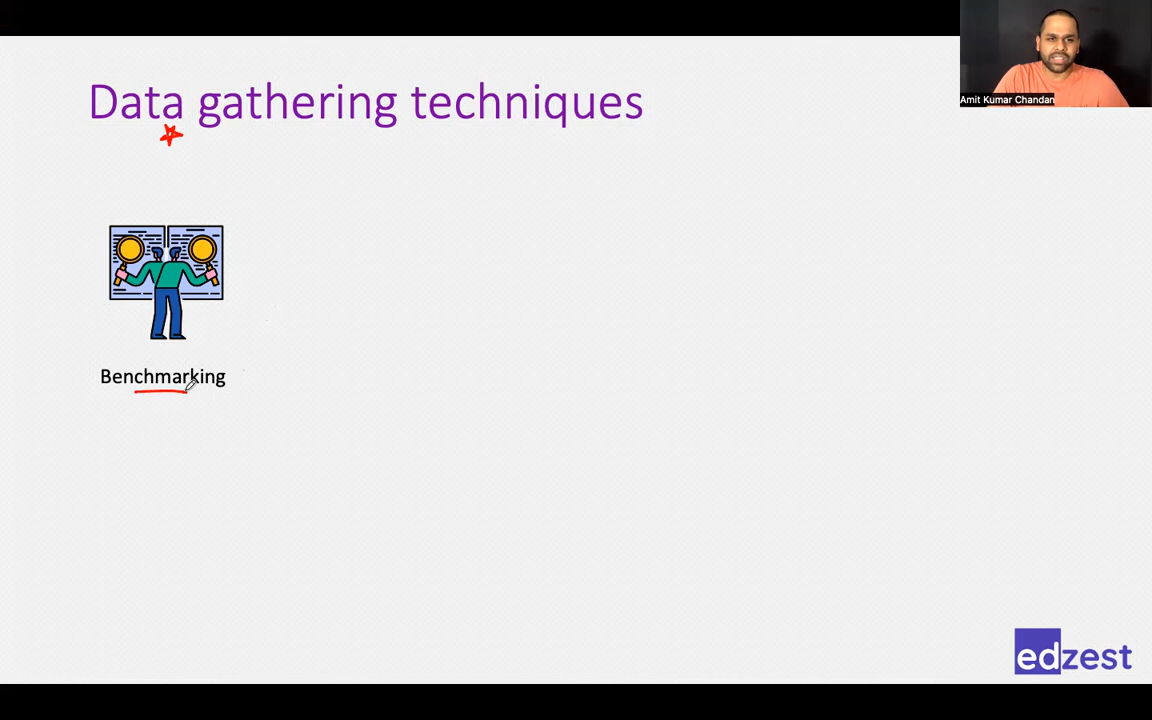 Data gathering techniques
Amit Kumar Chandan
Benchmarking
edzest